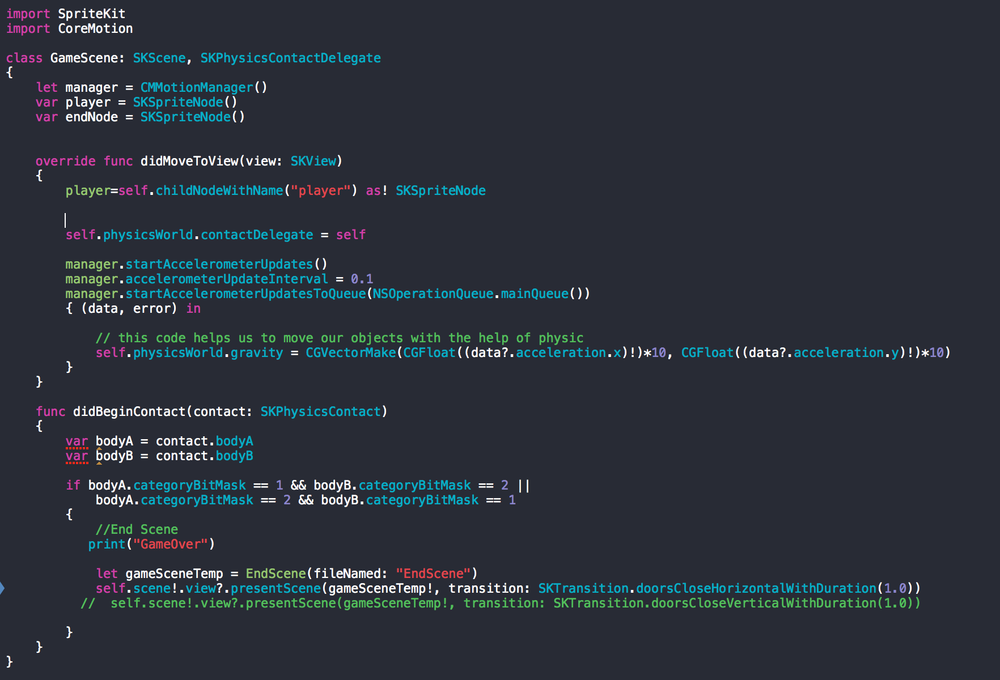 import SpriteKit
import CoreMotion
class GameScene: SKScene, SKPhysicsContactDelegate
{
let manager = CMMotionManager()
var player = SKSpriteNode()
var endNode = SKSpriteNode()
override func didMoveToView(view: SKView)
{
player=self.childNodeWithName("player") as! SKSpriteNode
self.physicsWorld.contactDelegate = self
manager.startAccelerometerUpdates()
manager.accelerometerUpdateInterval = 0.1
manager.startAccelerometerUpdatesToQueue(NSOperationQueue.mainQueue())
{ (data, error) in
// this code helps us to move our objects with the help of physic
self.physicsWorld.gravity = CGVectorMake(CGFloat((data?.acceleration.x)!)*10, CGFloat((data?.acceleration.y)!)*10)
}
}
func didBeginContact(contact: SKPhysicsContact)
{
var bodyA = contact.bodyA
var bodyB = contact.bodyB
if bodyA.categoryBitMask == 1 && bodyB.categoryBitMask == 2 ||
bodyA.categoryBitMask == 2 && bodyB.categoryBitMask == 1
{
//End Scene
print("GameOver")
let gameSceneTemp = EndScene(fileNamed: "EndScene")
self.scene!.view?.presentScene(gameSceneTemp!, transition: SKTransition.doorsCloseHorizontalWithDuration(1.0))
//  self.scene!.view?.presentScene(gameSceneTemp!, transition: SKTransition.doorsCloseVerticalWithDuration(1.0))
}
}
}